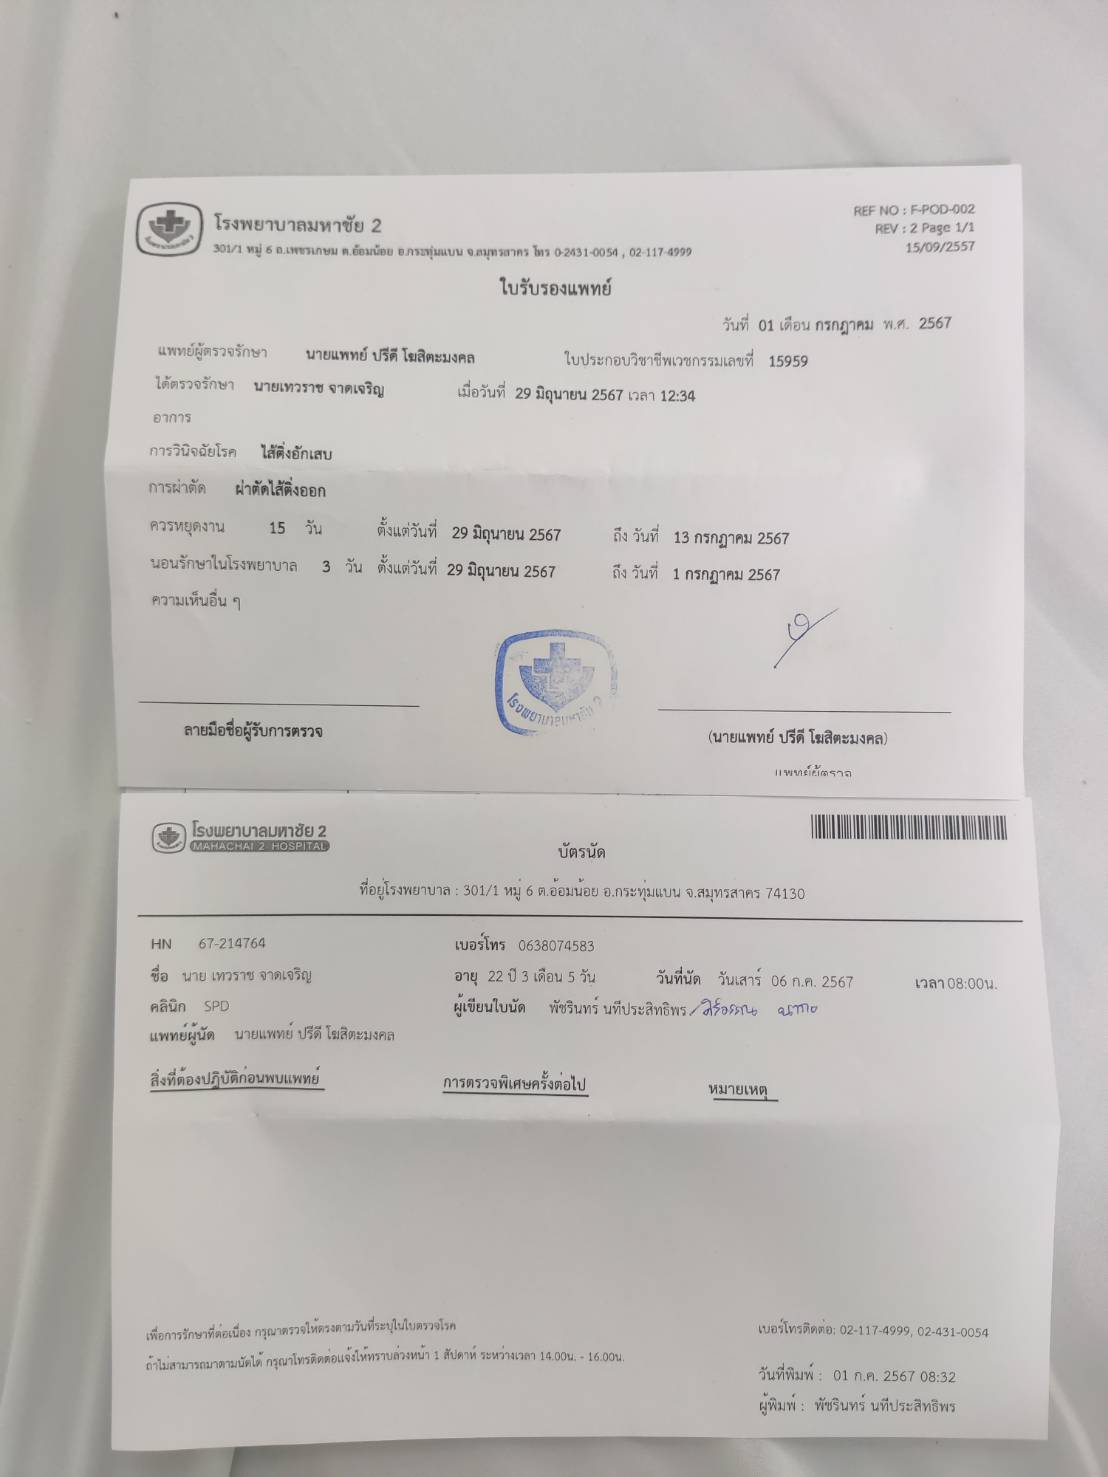 โรงพยาบาลมหาชัย 2
301/1 หมู่ 6 ถ.เพชรเกษม ต.อ้อมน้อย อ.กระทุ่มแบน จ.สมุทรสาคร โทร 0-2431-0054 , 02-117-4999
REF NO : F-POD-002
REV : 2 Page 1/1
15/09/2557
ใบรับรองแพทย์
วันที่ 01 เดือน กรกฎาคม พ.ศ. 2567
แพทย์ผู้ตรวจรักษา นายแพทย์ ปรีดี โฆสิตะมงคล ใบประกอบวิชาชีพเวชกรรมเลขที่ 15959
ได้ตรวจรักษา นายเทวราช จาดเจริญ เมื่อวันที่ 29 มิถุนายน 2567 เวลา 12:34
อาการ
การวินิจฉัยโรค ไส้ติ่งอักเสบ
การผ่าตัด ผ่าตัดไส้ติ่งออก
ควรหยุดงาน 15 วัน ตั้งแต่วันที่ 29 มิถุนายน 2567 ถึง วันที่ 13 กรกฏาคม 2567
นอนรักษาในโรงพยาบาล 3 วัน ตั้งแต่วันที่ 29 มิถุนายน 2567 ถึง วันที่ 1 กรกฏาคม 2567
ความเห็นอื่น ๆ
โรงพยาบาลมหาชัย 2
ลายมือชื่อผู้รับการตรวจ
(นายแพทย์ ปรีดี โฆสิตะมงคล)
แพทย์ผู้ตรวจ
โรงพยาบาลมหาชัย 2
MAHACHAI 2 HOSPITAL
บัตรนัด
ที่อยู่โรงพยาบาล : 301/1 หมู่ 6 ต.อ้อมน้อย อ.กระทุ่มแบน จ.สมุทรสาคร 74130
HN 67-214764 เบอร์โทร 0638074583
ชื่อ นาย เทวราช จาดเจริญ อายุ 22 ปี 3 เดือน 5 วัน วันที่นัด วันเสาร์ 06 ก.ค. 2567 เวลา 08:00น.
คลินิก SPD ผู้เขียนใบนัด พัชรินทร์ นทีประสิทธิพร
แพทย์ผู้นัด นายแพทย์ ปรีดี โฆสิตะมงคล
สิ่งที่ต้องปฏิบัติก่อนพบแพทย์ การตรวจพิเศษครั้งต่อไป หมายเหตุ
เพื่อการรักษาที่ต่อเนื่อง กรุณาตรวจให้ตรงตามวันที่ระบุในใบตรวจโรค
ถ้าไม่สามารถมาตามนัดได้ กรุณาโทรติดต่อแจ้งให้ทราบล่วงหน้า 1 สัปดาห์ ระหว่างเวลา 14.00น. - 16.00น.
เบอร์โทรติดต่อ: 02-117-4999, 02-431-0054
วันที่พิมพ์ : 01 ก.ค. 2567 08:32
ผู้พิมพ์ : พัชรินทร์ นทีประสิทธิพร